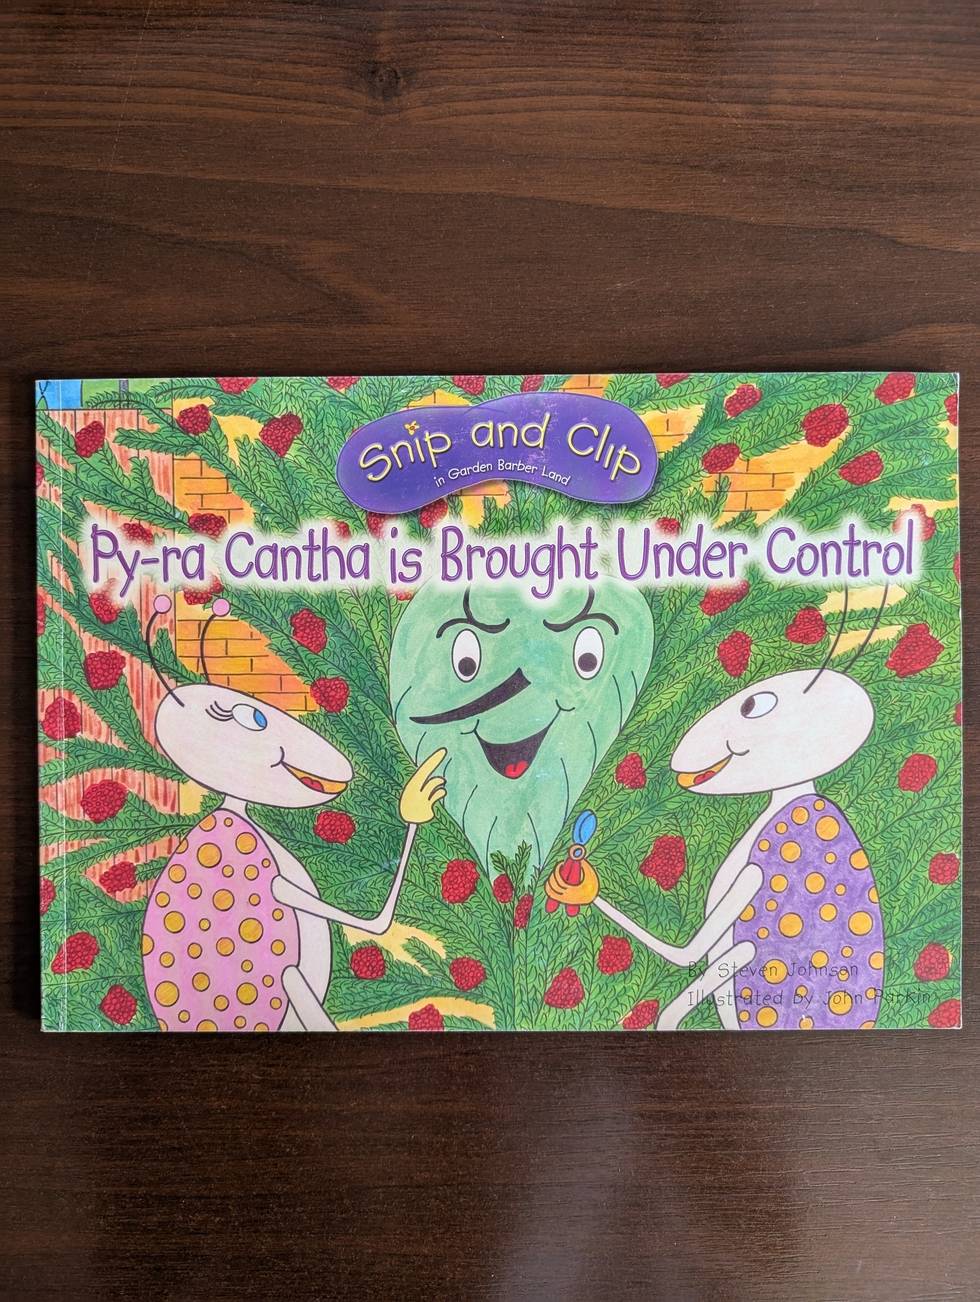 Snip and Clip
in Garden Barber Land
Py-ra Cantha is Brought Under Control
By Steven Johnson
Illustrated by John Parkin